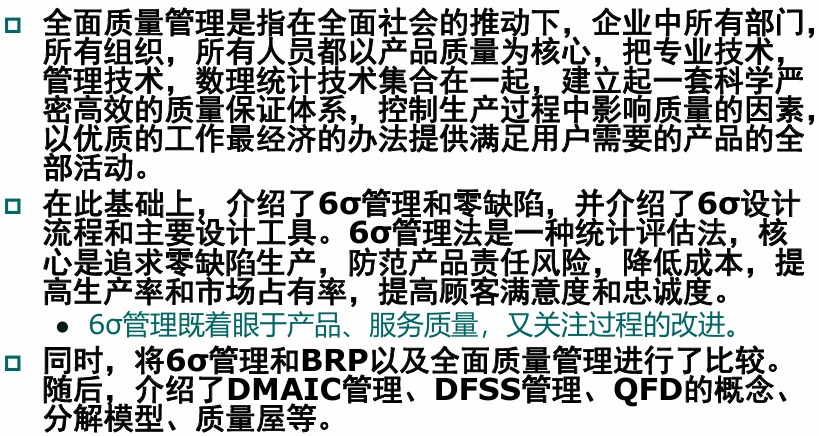 全面质量管理是指在全面社会的推动下，企业中所有部门，
所有组织，所有人员都以产品质量为核心，把专业技术，
管理技术，数理统计技术集合在一起，建立起一套科学严
密高效的质量保证体系，控制生产过程中影响质量的因素，
以优质的工作最经济的办法提供满足用户需要的产品的全
部活动。
在此基础上，介绍了6σ管理和零缺陷，并介绍了6σ设计
流程和主要设计工具。6σ管理法是一种统计评估法，核
心是追求零缺陷生产，防范产品责任风险，降低成本，提
高生产率和市场占有率，提高顾客满意度和忠诚度。
6σ管理既着眼于产品、服务质量，又关注过程的改进。
同时，将6σ管理和BRP以及全面质量管理进行了比较。
随后，介绍了DMAIC管理、DFSS管理、QFD的概念、
分解模型、质量屋等。